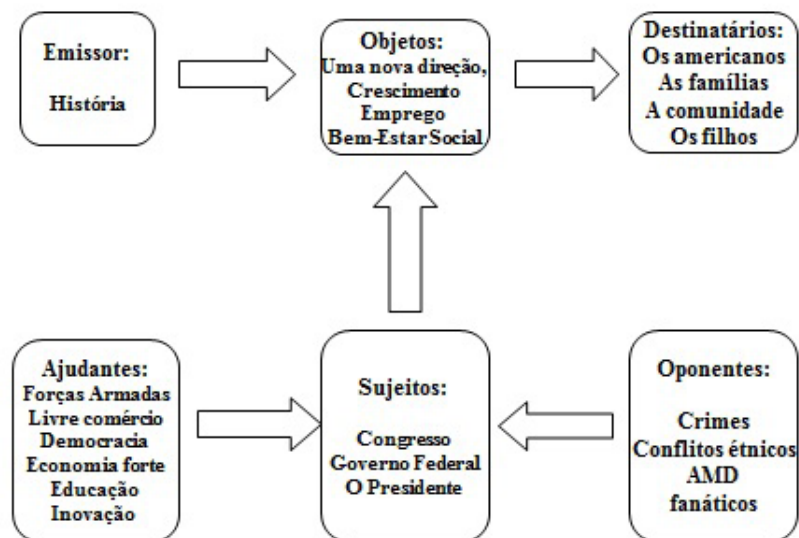 Emissor:
História
Objetos:
Uma nova direção,
Crescimento
Emprego
Bem-Estar Social
Destinatários:
Os americanos
As famílias
A comunidade
Os filhos
Ajudantes:
Forças Armadas
Livre comércio
Democracia
Economia forte
Educação
Inovação
Sujeitos:
Congresso
Governo Federal
O Presidente
Oponentes:
Crimes
Conflitos étnicos
AMD
fanáticos